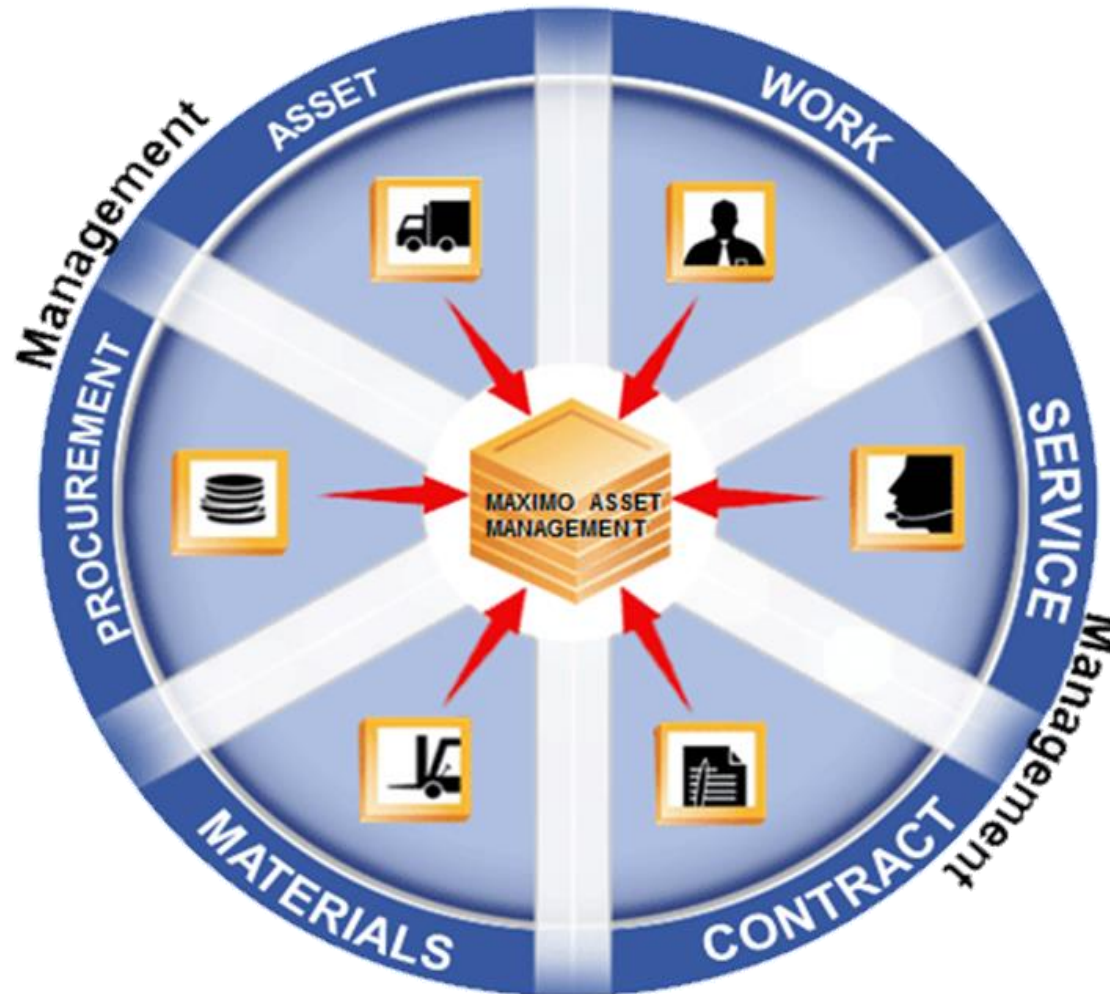 Management
ASSET
WORK
PROCUREMENT
SERVICE
MAXIMO ASSET
MANAGEMENT
MATERIALS
CONTRACT
Management